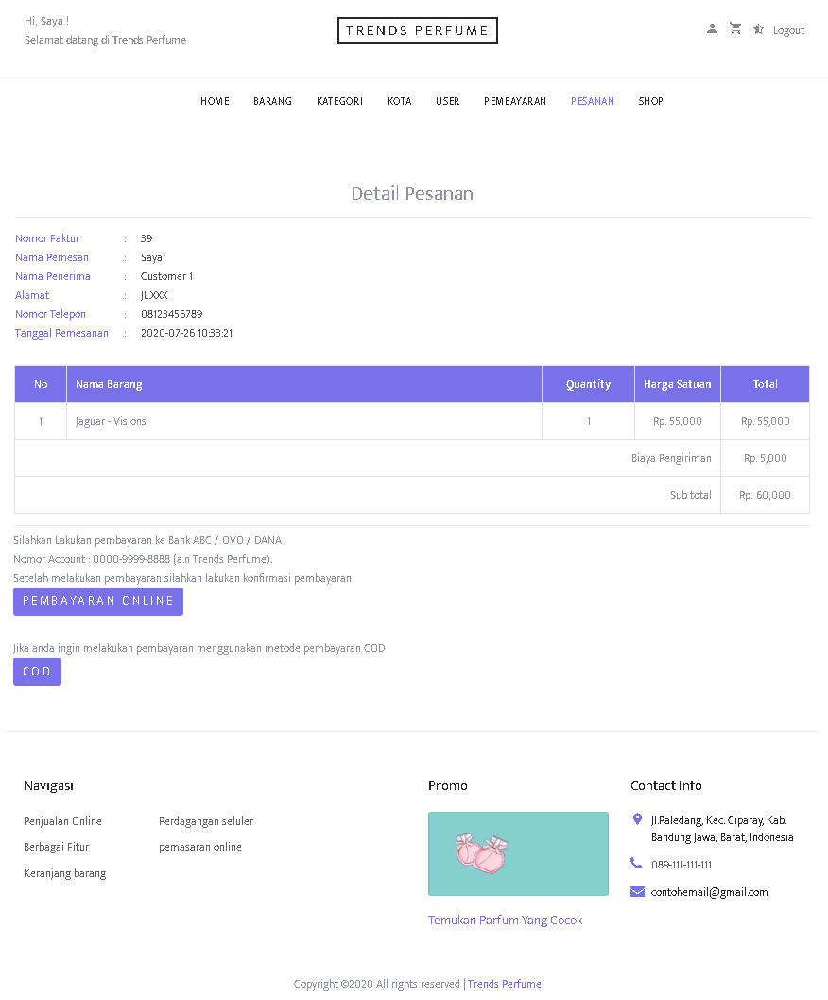 Hi, Saya !
Selamat datang di Trends Perfume
TRENDS PERFUME
Logout
HOME BARANG KATEGORI KOTA USER PEMBAYARAN PESANAN SHOP
Detail Pesanan
Nomor Faktur : 39
Nama Pemesan : Saya
Nama Penerima : Customer 1
Alamat : JLXXX
Nomor Telepon : 08123456789
Tanggal Pemesanan : 2020-07-26 10:33:21
No Nama Barang Quantity Harga Satuan Total
1 Jaguar - Visions 1 Rp. 55,000 Rp. 55,000
Biaya Pengiriman Rp. 5,000
Sub total Rp. 60,000
Silahkan Lakukan pembayaran ke Bank ABC / OVO / DANA
Nomor Account : 0000-9999-8888 (a.n Trends Perfume).
Setelah melakukan pembayaran silahkan lakukan konfirmasi pembayaran
PEMBAYARAN ONLINE
Jika anda ingin melakukan pembayaran menggunakan metode pembayaran COD
COD
Navigasi
Penjualan Online Perdagangan seluler
Berbagai Fitur pemasaran online
Keranjang barang
Promo
Temukan Parfum Yang Cocok
Contact Info
Jl.Paledang, Kec. Ciparay, Kab.
Bandung Jawa, Barat, Indonesia
089-111-111-111
contohemail@gmail.com
Copyright ©2020 All rights reserved | Trends Perfume